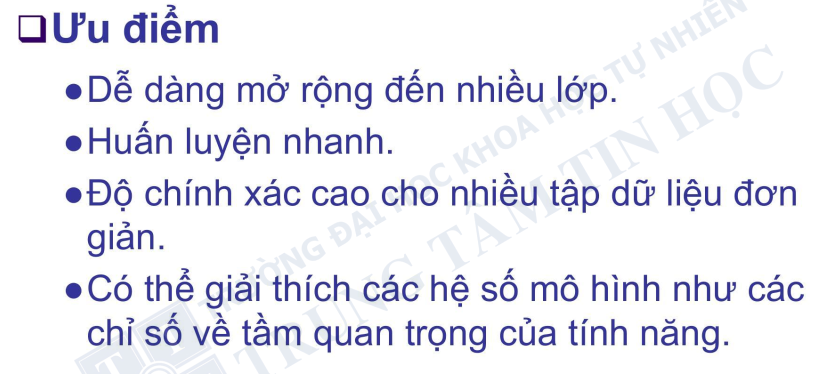 Ưu điểm
Dễ dàng mở rộng đến nhiều lớp.
Huấn luyện nhanh.
Độ chính xác cao cho nhiều tập dữ liệu đơn
giản.
Có thể giải thích các hệ số mô hình như các
chỉ số về tầm quan trọng của tính năng.
TRƯỜNG ĐẠI HỌC KHOA HỌC TỰ NHIÊN
TRUNG TÂM TIN HỌC